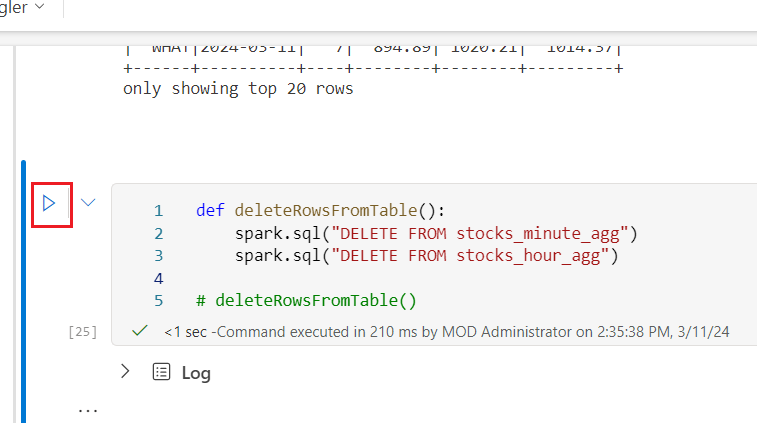 gler
| WHAT|2024-03-11| 7| 894.89| 1020.21| 1014.37|
+------+----------+----+--------+--------+---------+
only showing top 20 rows
1 def deleteRowsFromTable():
2 spark.sql("DELETE FROM stocks_minute_agg")
3 spark.sql("DELETE FROM stocks_hour_agg")
4
5 # deleteRowsFromTable()
[25] <1 sec -Command executed in 210 ms by MOD Administrator on 2:35:38 PM, 3/11/24
Log
...